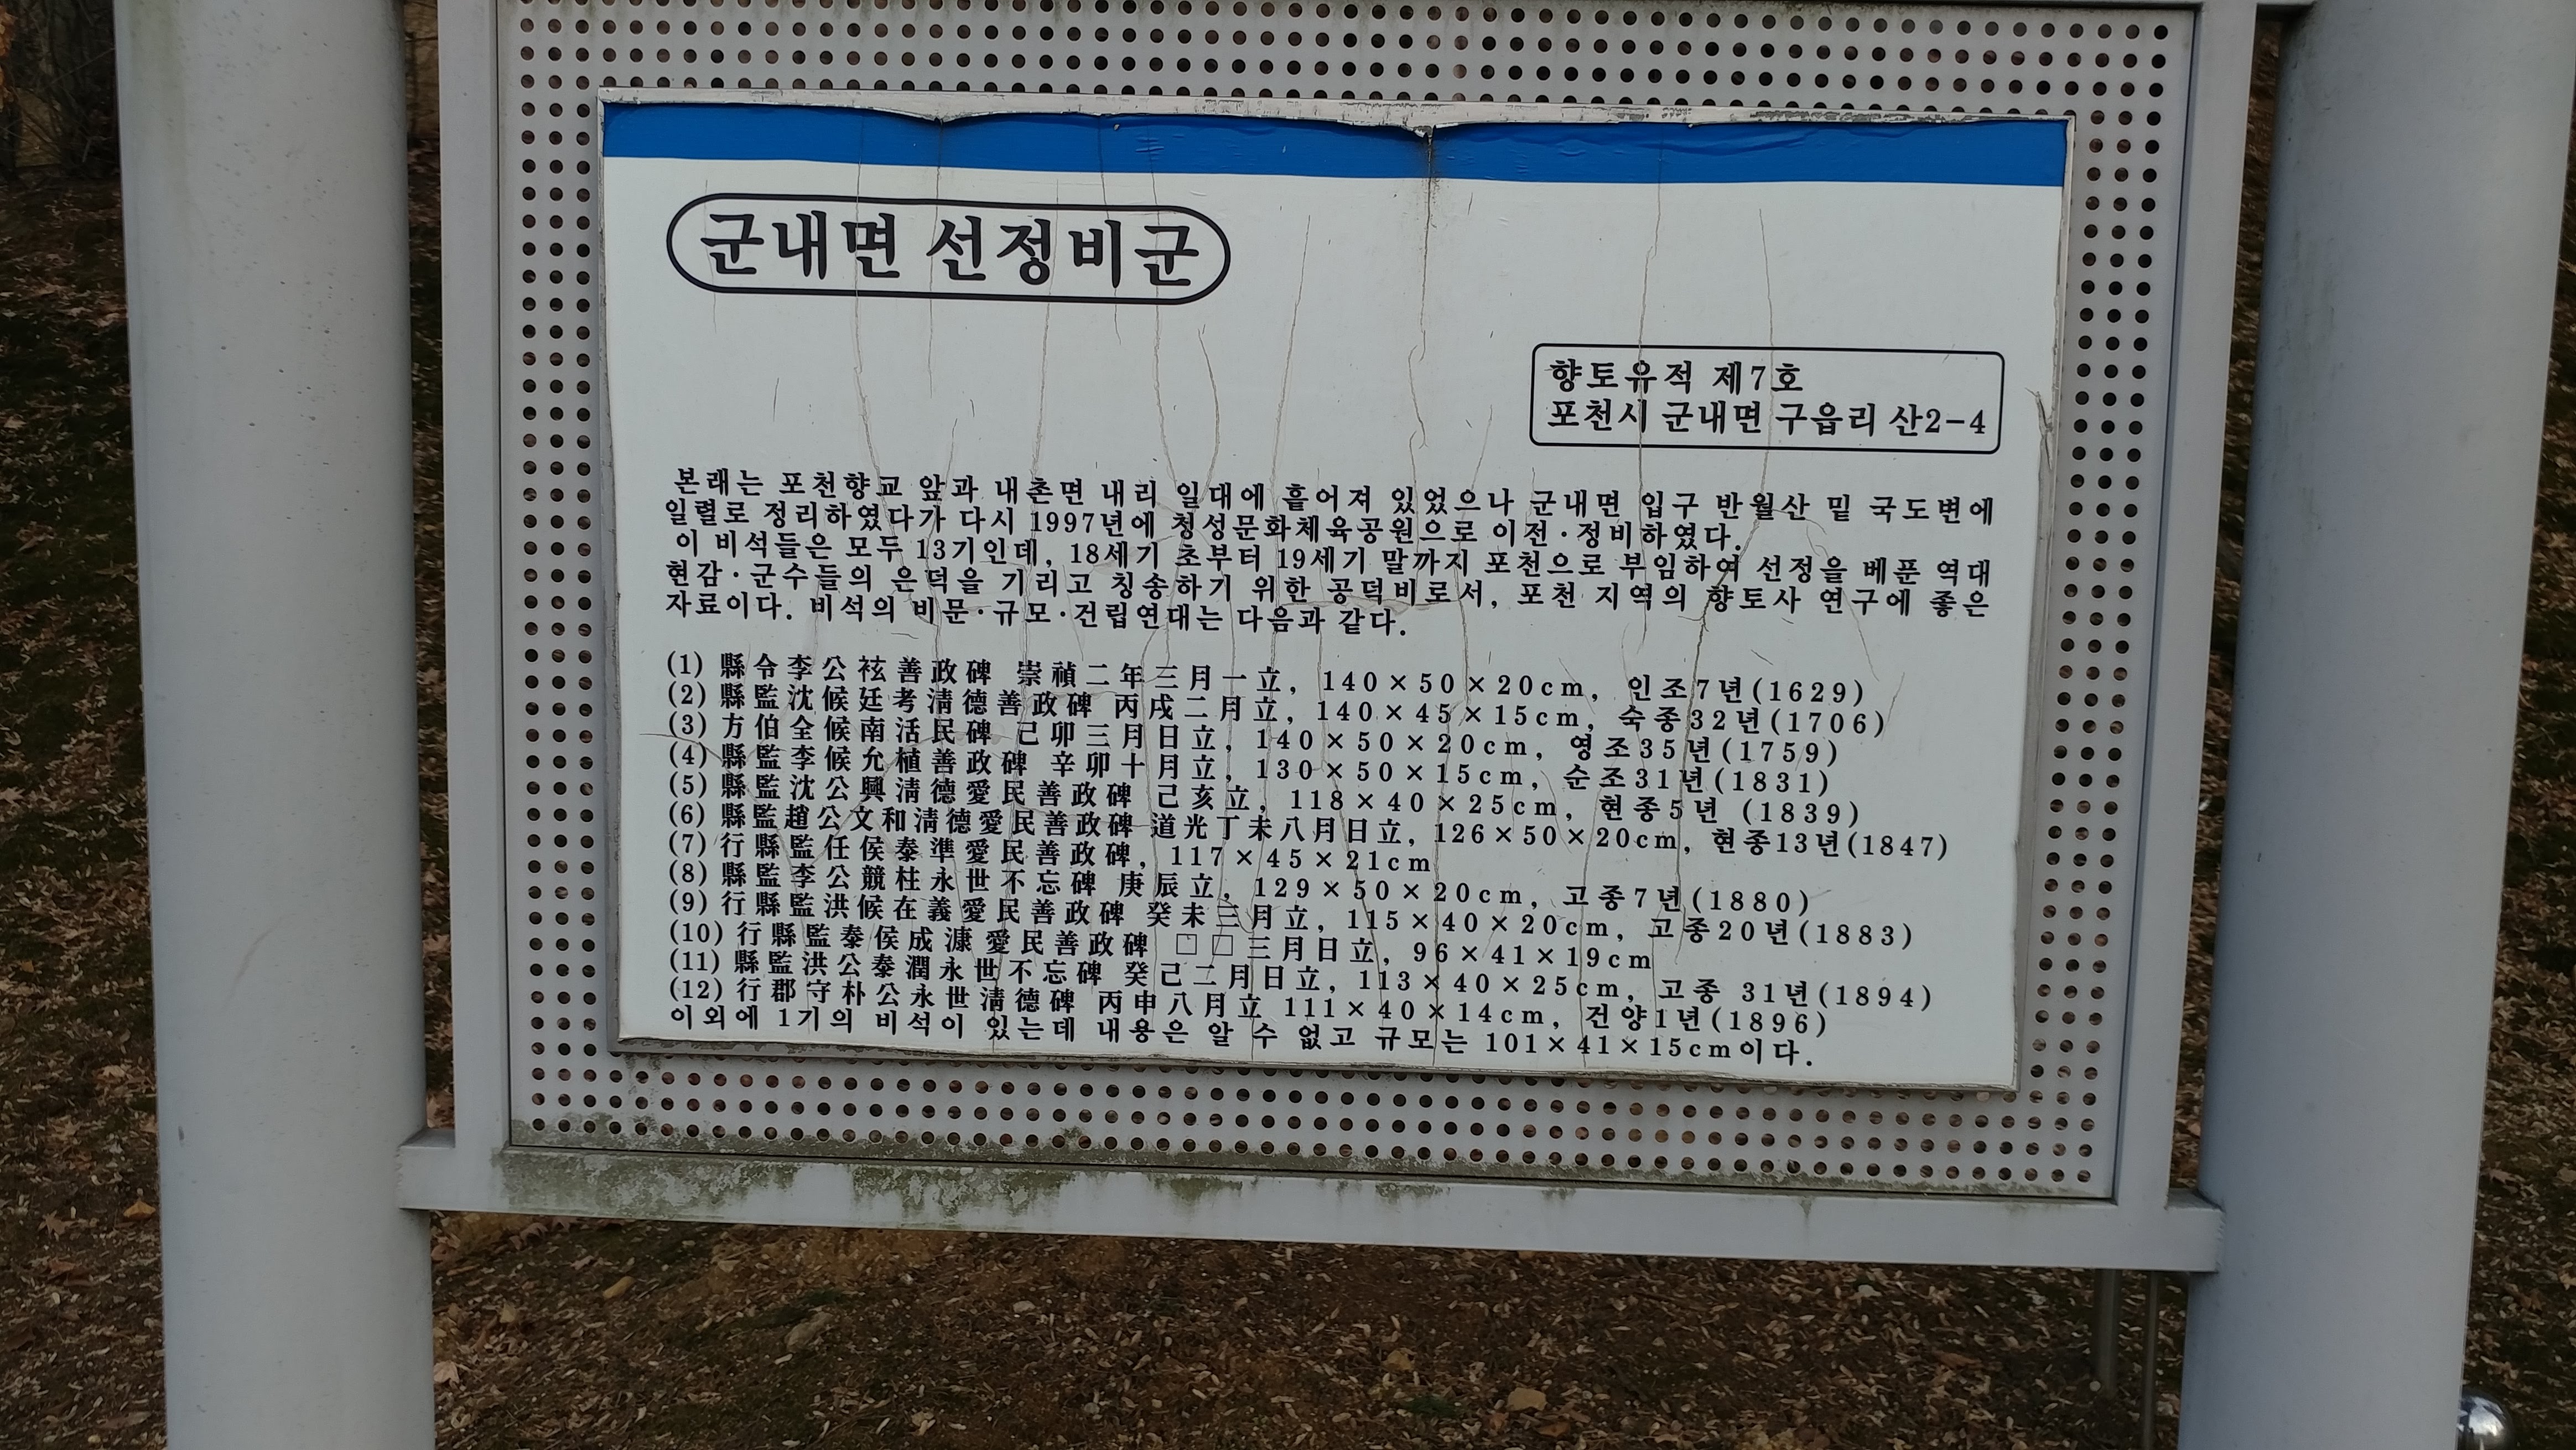 군내면 선정비군
향토유적 제7호
포천시 군내면 구읍리 산2-4
본래는 포천향교 앞과 내촌면 내리 일대에 흩어져 있었으나 군내면 입구 반월산 밑 국도변에
일렬로 정리하였다가 다시 1997년에 청성문화체육공원으로 이전·정비하였다.
이 비석들은 모두 13기인데, 18세기 초부터 19세기 말까지 포천으로 부임하여 선정을 베푼 역대
현감·군수들의 은덕을 기리고 칭송하기 위한 공덕비로서, 포천 지역의 향토사 연구에 좋은
자료이다. 비석의 비문·규모·건립연대는 다음과 같다.
(1) 縣令李公袨善政碑 崇禎二年三月一立, 140×50×20cm, 인조7년(1629)
(2) 縣監沈候廷考淸德善政碑 丙戌二月立, 140×45×15cm, 숙종32년(1706)
(3) 方伯全候南活民碑 己卯三月日立, 140×50×20cm, 영조35년(1759)
(4) 縣監李候允植善政碑 辛卯十月立, 130×50×15cm, 순조31년(1831)
(5) 縣監沈公興淸德愛民善政碑 己亥立, 118×40×25cm, 현종5년 (1839)
(6) 縣監趙公文和淸德愛民善政碑 道光丁未八月日立, 126×50×20cm, 현종13년(1847)
(7) 行縣監任侯泰準愛民善政碑, 117×45×21cm
(8) 縣監李公競柱永世不忘碑 庚辰立, 129×50×20cm, 고종7년(1880)
(9) 行縣監洪候在義愛民善政碑 癸未三月立, 115×40×20cm, 고종20년(1883)
(10) 行縣監泰侯成漮愛民善政碑 □□三月日立, 96×41×19cm
(11) 縣監洪公泰潤永世不忘碑 癸己二月日立, 113×40×25cm, 고종 31년(1894)
(12) 行郡守朴公永世淸德碑 丙申八月立 111×40×14cm, 건양1년(1896)
이외에 1기의 비석이 있는데 내용은 알 수 없고 규모는 101×41×15cm이다.